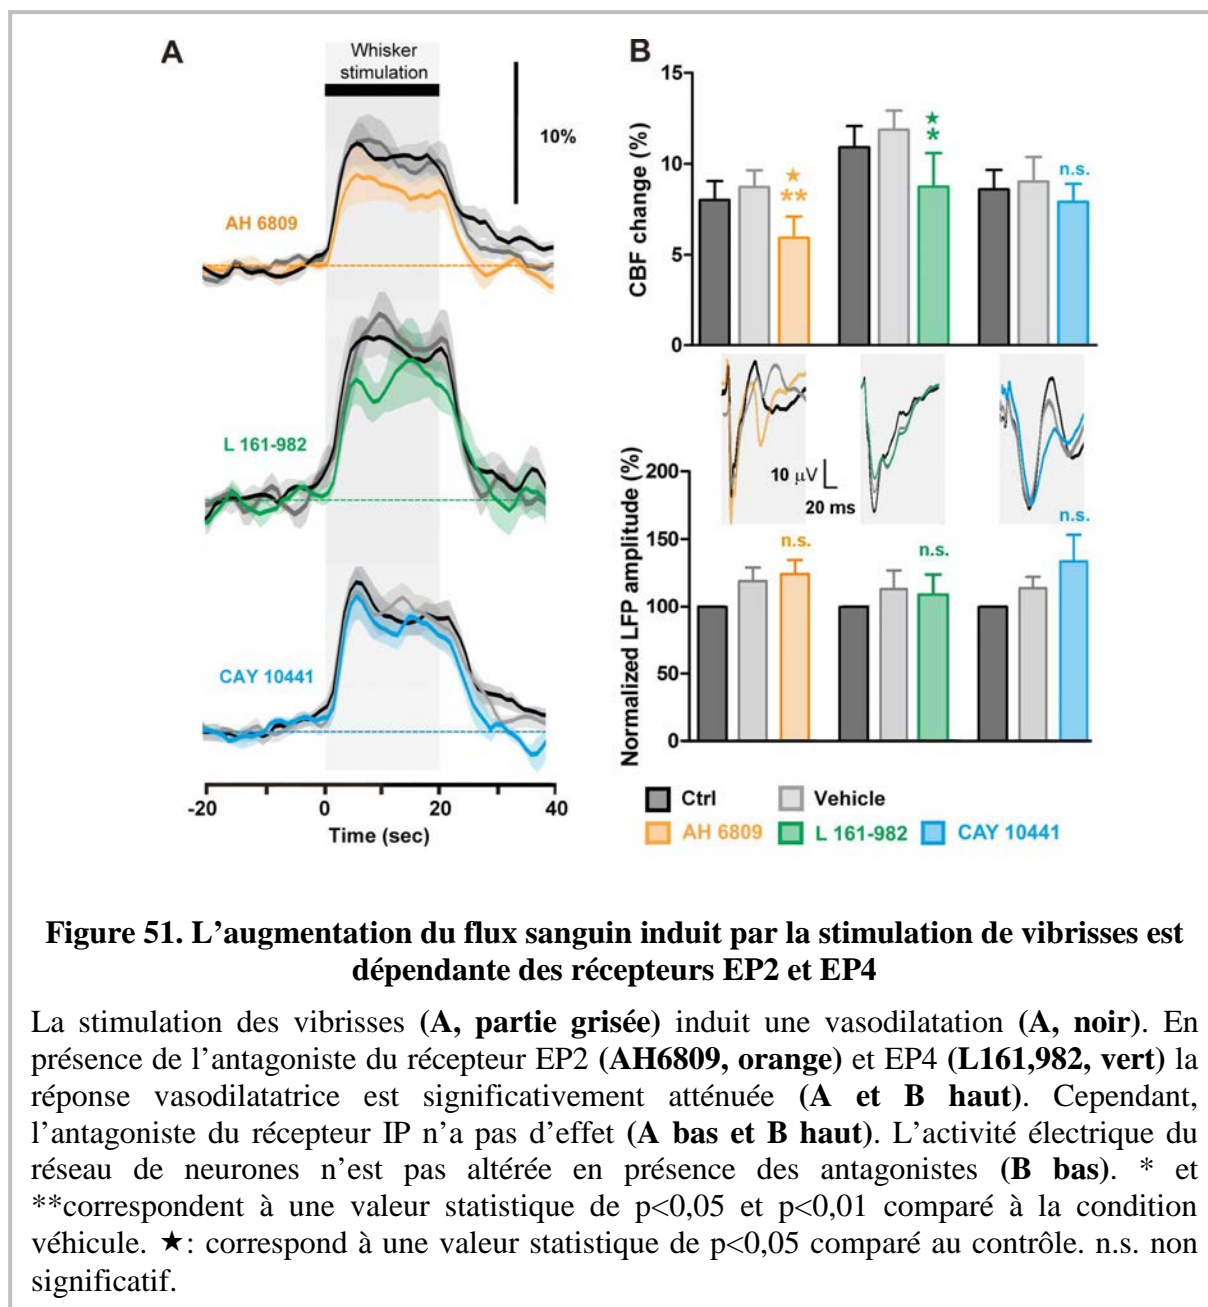 A
Whisker
stimulation
10%
AH 6809
L 161-982
CAY 10441
-20
0
20
40
Time (sec)
B
CBF change (%)
15
10
5
0
★
**
★
*
n.s.
Normalized LFP amplitude (%)
200
150
100
50
0
10 µV
20 ms
n.s.
n.s.
n.s.
Ctrl
Vehicle
AH 6809
L 161-982
CAY 10441
Figure 51. L’augmentation du flux sanguin induit par la stimulation de vibrisses est
dépendante des récepteurs EP2 et EP4
La stimulation des vibrisses (A, partie grisée) induit une vasodilatation (A, noir). En
présence de l’antagoniste du récepteur EP2 (AH6809, orange) et EP4 (L161,982, vert) la
réponse vasodilatatrice est significativement atténuée (A et B haut). Cependant,
l’antagoniste du récepteur IP n’a pas d’effet (A bas et B haut). L’activité électrique du
réseau de neurones n’est pas altérée en présence des antagonistes (B bas). * et
**correspondent à une valeur statistique de p<0,05 et p<0,01 comparé à la condition
véhicule. ★: correspond à une valeur statistique de p<0,05 comparé au contrôle. n.s. non
significatif.